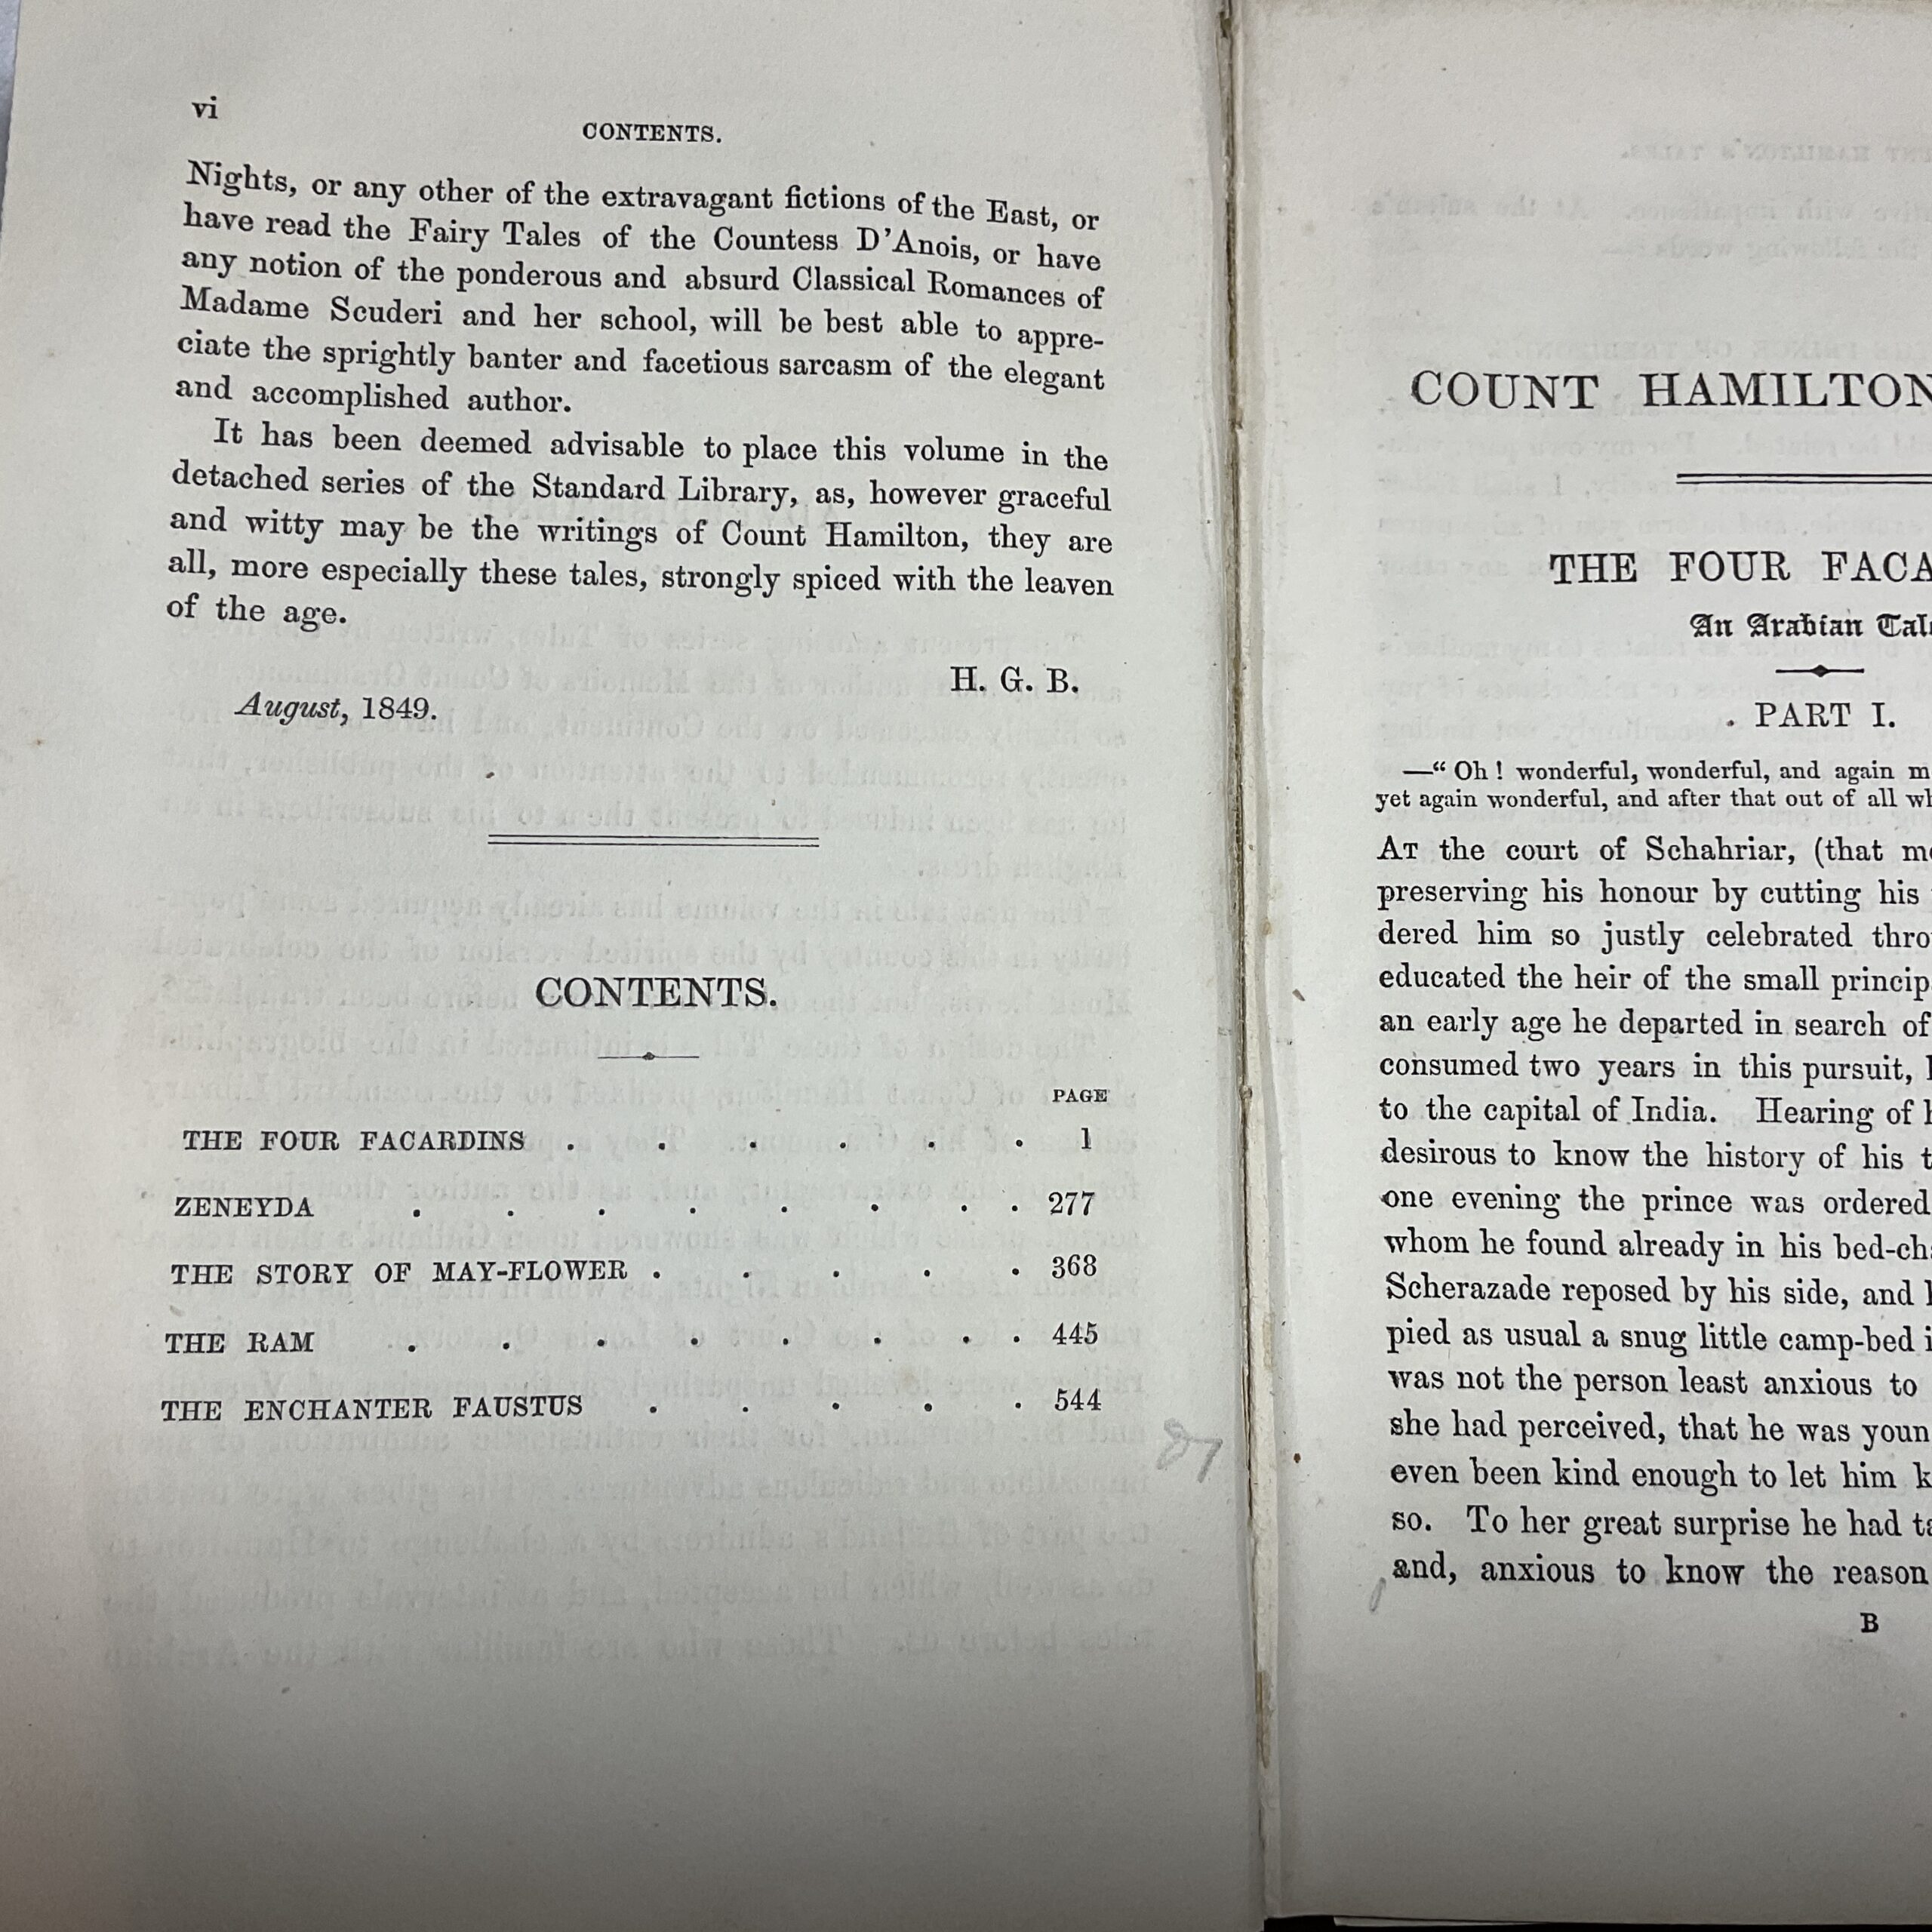 vi
CONTENTS.
Nights, or any other of the extravagant fictions of the East, or
have read the Fairy Tales of the Countess D'Anois, or have
any notion of the ponderous and absurd Classical Romances of
Madame Scuderi and her school, will be best able to appre-
ciate the sprightly banter and facetious sarcasm of the elegant
and accomplished author.
It has been deemed advisable to place this volume in the
detached series of the Standard Library, as, however graceful
and witty may be the writings of Count Hamilton, they are
all, more especially these tales, strongly spiced with the leaven
of the age.
H. G. B.
August, 1849.
CONTENTS.
PAGE
THE FOUR FACARDINS . . . . . . 1
ZENEYDA . . . . . . . . 277
THE STORY OF MAY-FLOWER . . . . . 368
THE RAM . . . . . . . . 445
THE ENCHANTER FAUSTUS . . . . . 544
87
COUNT HAMILTON
THE FOUR FACA
An Arabian Tal
PART I.
—“Oh! wonderful, wonderful, and again m
yet again wonderful, and after that out of all wh
AT the court of Schahriar, (that mo
preserving his honour by cutting his
dered him so justly celebrated thro
educated the heir of the small princip
an early age he departed in search of
consumed two years in this pursuit,
to the capital of India. Hearing of h
desirous to know the history of his t
one evening the prince was ordered
whom he found already in his bed-cha
Scherazade reposed by his side, and h
pied as usual a snug little camp-bed i
was not the person least anxious to
she had perceived, that he was youn
even been kind enough to let him k
so. To her great surprise he had ta
and, anxious to know the reason
B